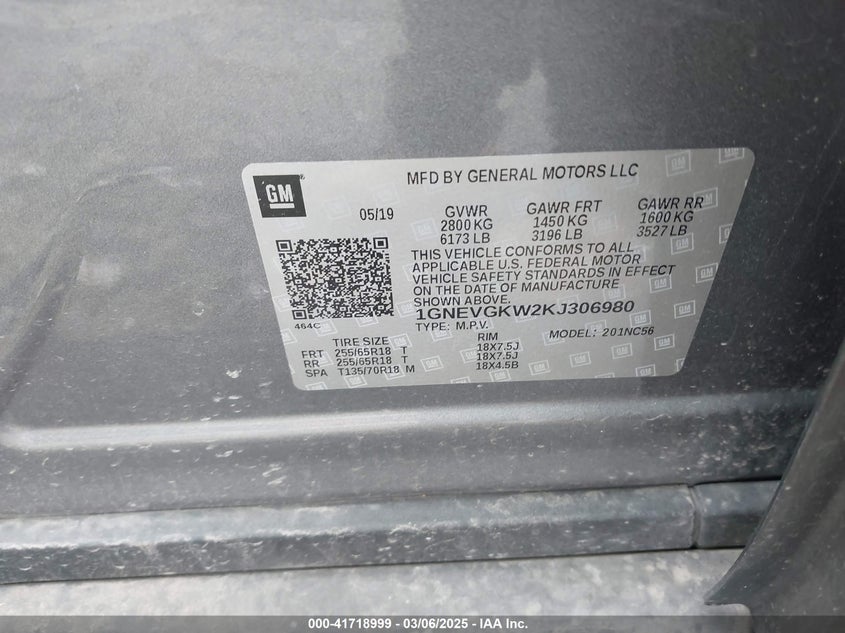 GM
MFD BY GENERAL MOTORS LLC
05/19
GVWR GAWR FRT GAWR RR
2800 KG 1450 KG 1600 KG
6173 LB 3196 LB 3527 LB
THIS VEHICLE CONFORMS TO ALL
APPLICABLE U.S. FEDERAL MOTOR
VEHICLE SAFETY STANDARDS IN EFFECT
ON THE DATE OF MANUFACTURE
SHOWN ABOVE.
464C
1GNEVGKW2KJ306980
TYPE: M.P.V. MODEL: 201NC56
TIRE SIZE RIM
FRT 255/65R18 T 18X7.5J
RR 255/65R18 T 18X7.5J
SPA T135/70R18 M 18X4.5B
000-41718999 - 03/06/2025 - IAA Inc.